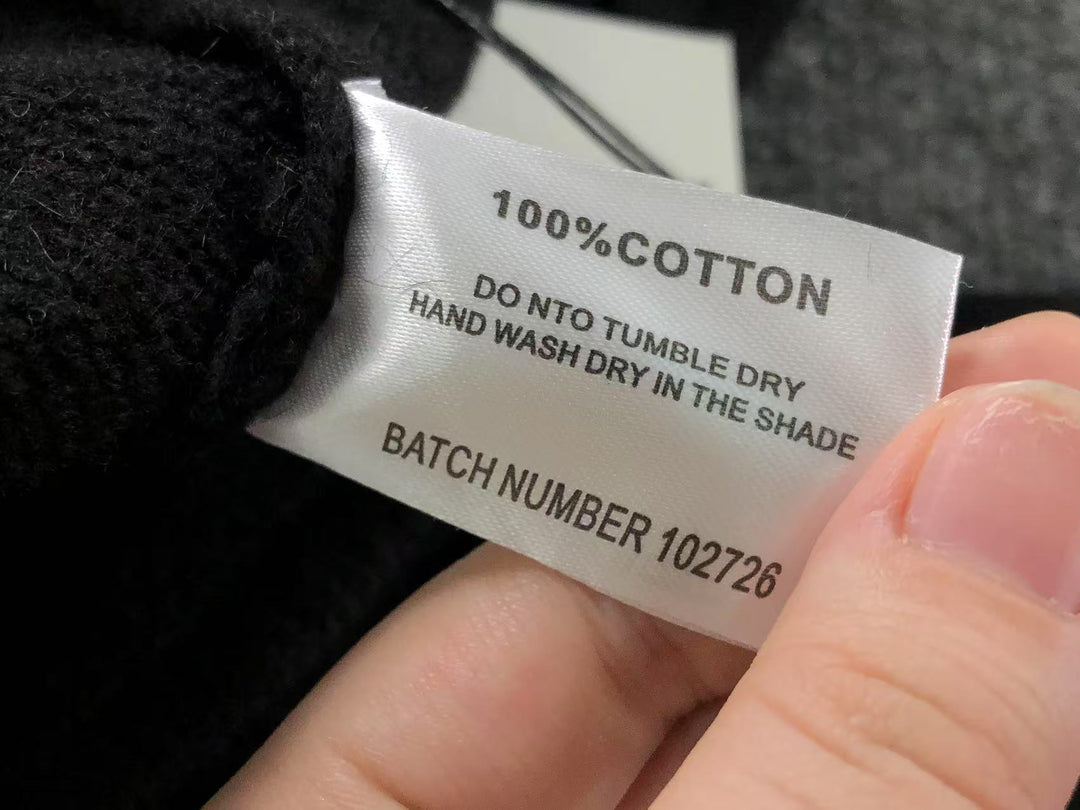 100%COTTON
DO NTO TUMBLE DRY
HAND WASH DRY IN THE SHADE
BATCH NUMBER 102726